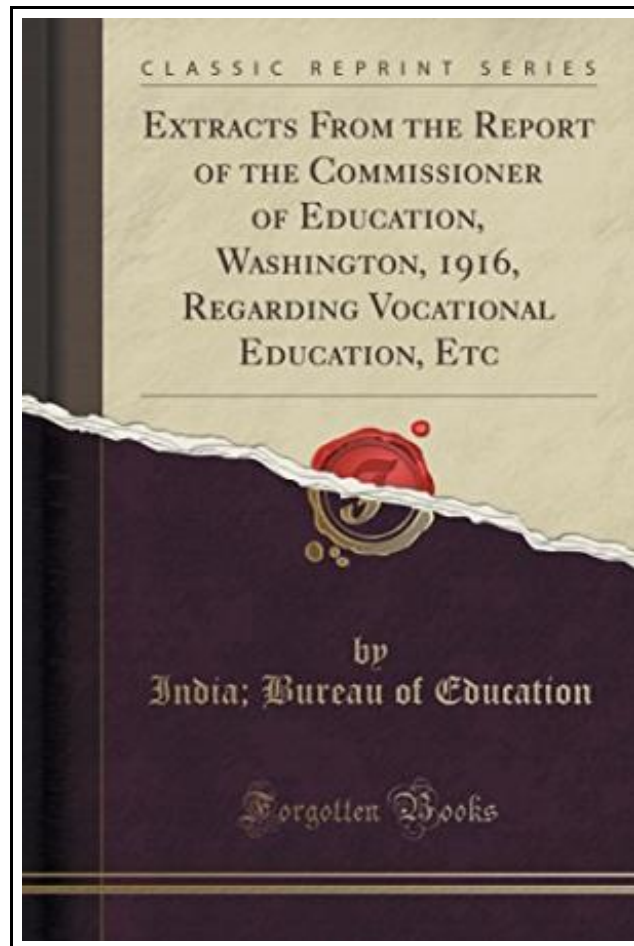 CLASSIC REPRINT SERIES
EXTRACTS FROM THE REPORT
OF THE COMMISSIONER
OF EDUCATION,
WASHINGTON, 1916,
REGARDING VOCATIONAL
EDUCATION, ETC
by
India; Bureau of Education
Forgotten Books